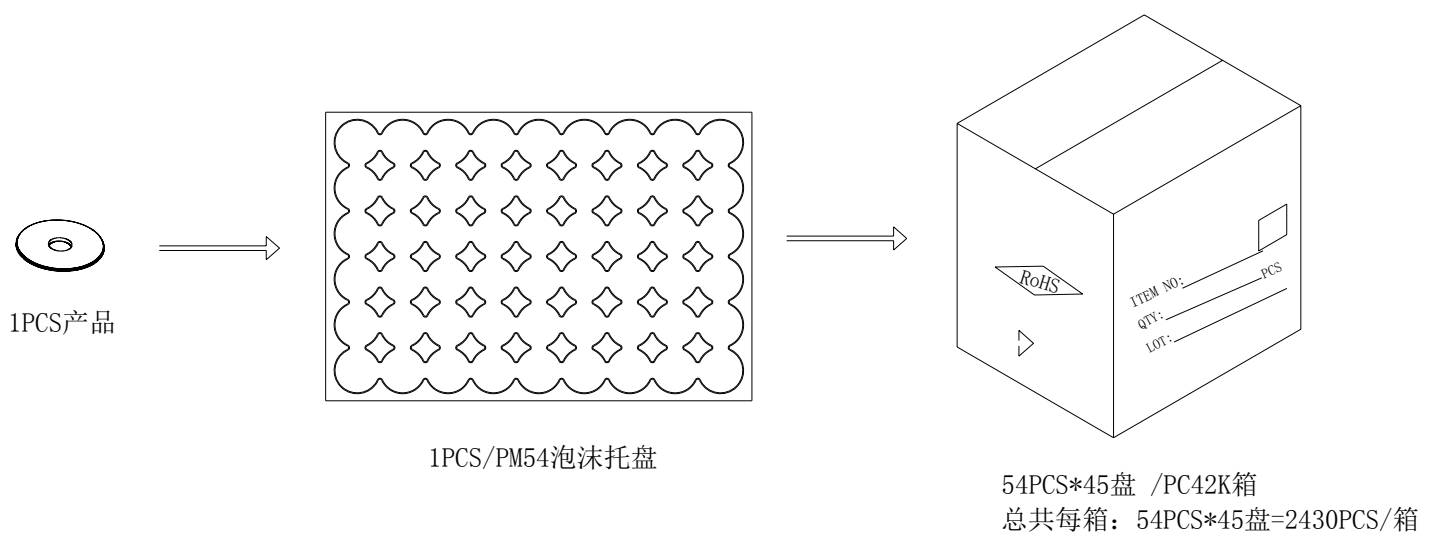 1PCS产品
1PCS/PM54泡沫托盘
RoHS
ITEM NO:
PCS
QTY:
LOT:
54PCS*45盘 /PC42K箱
总共每箱：54PCS*45盘=2430PCS/箱